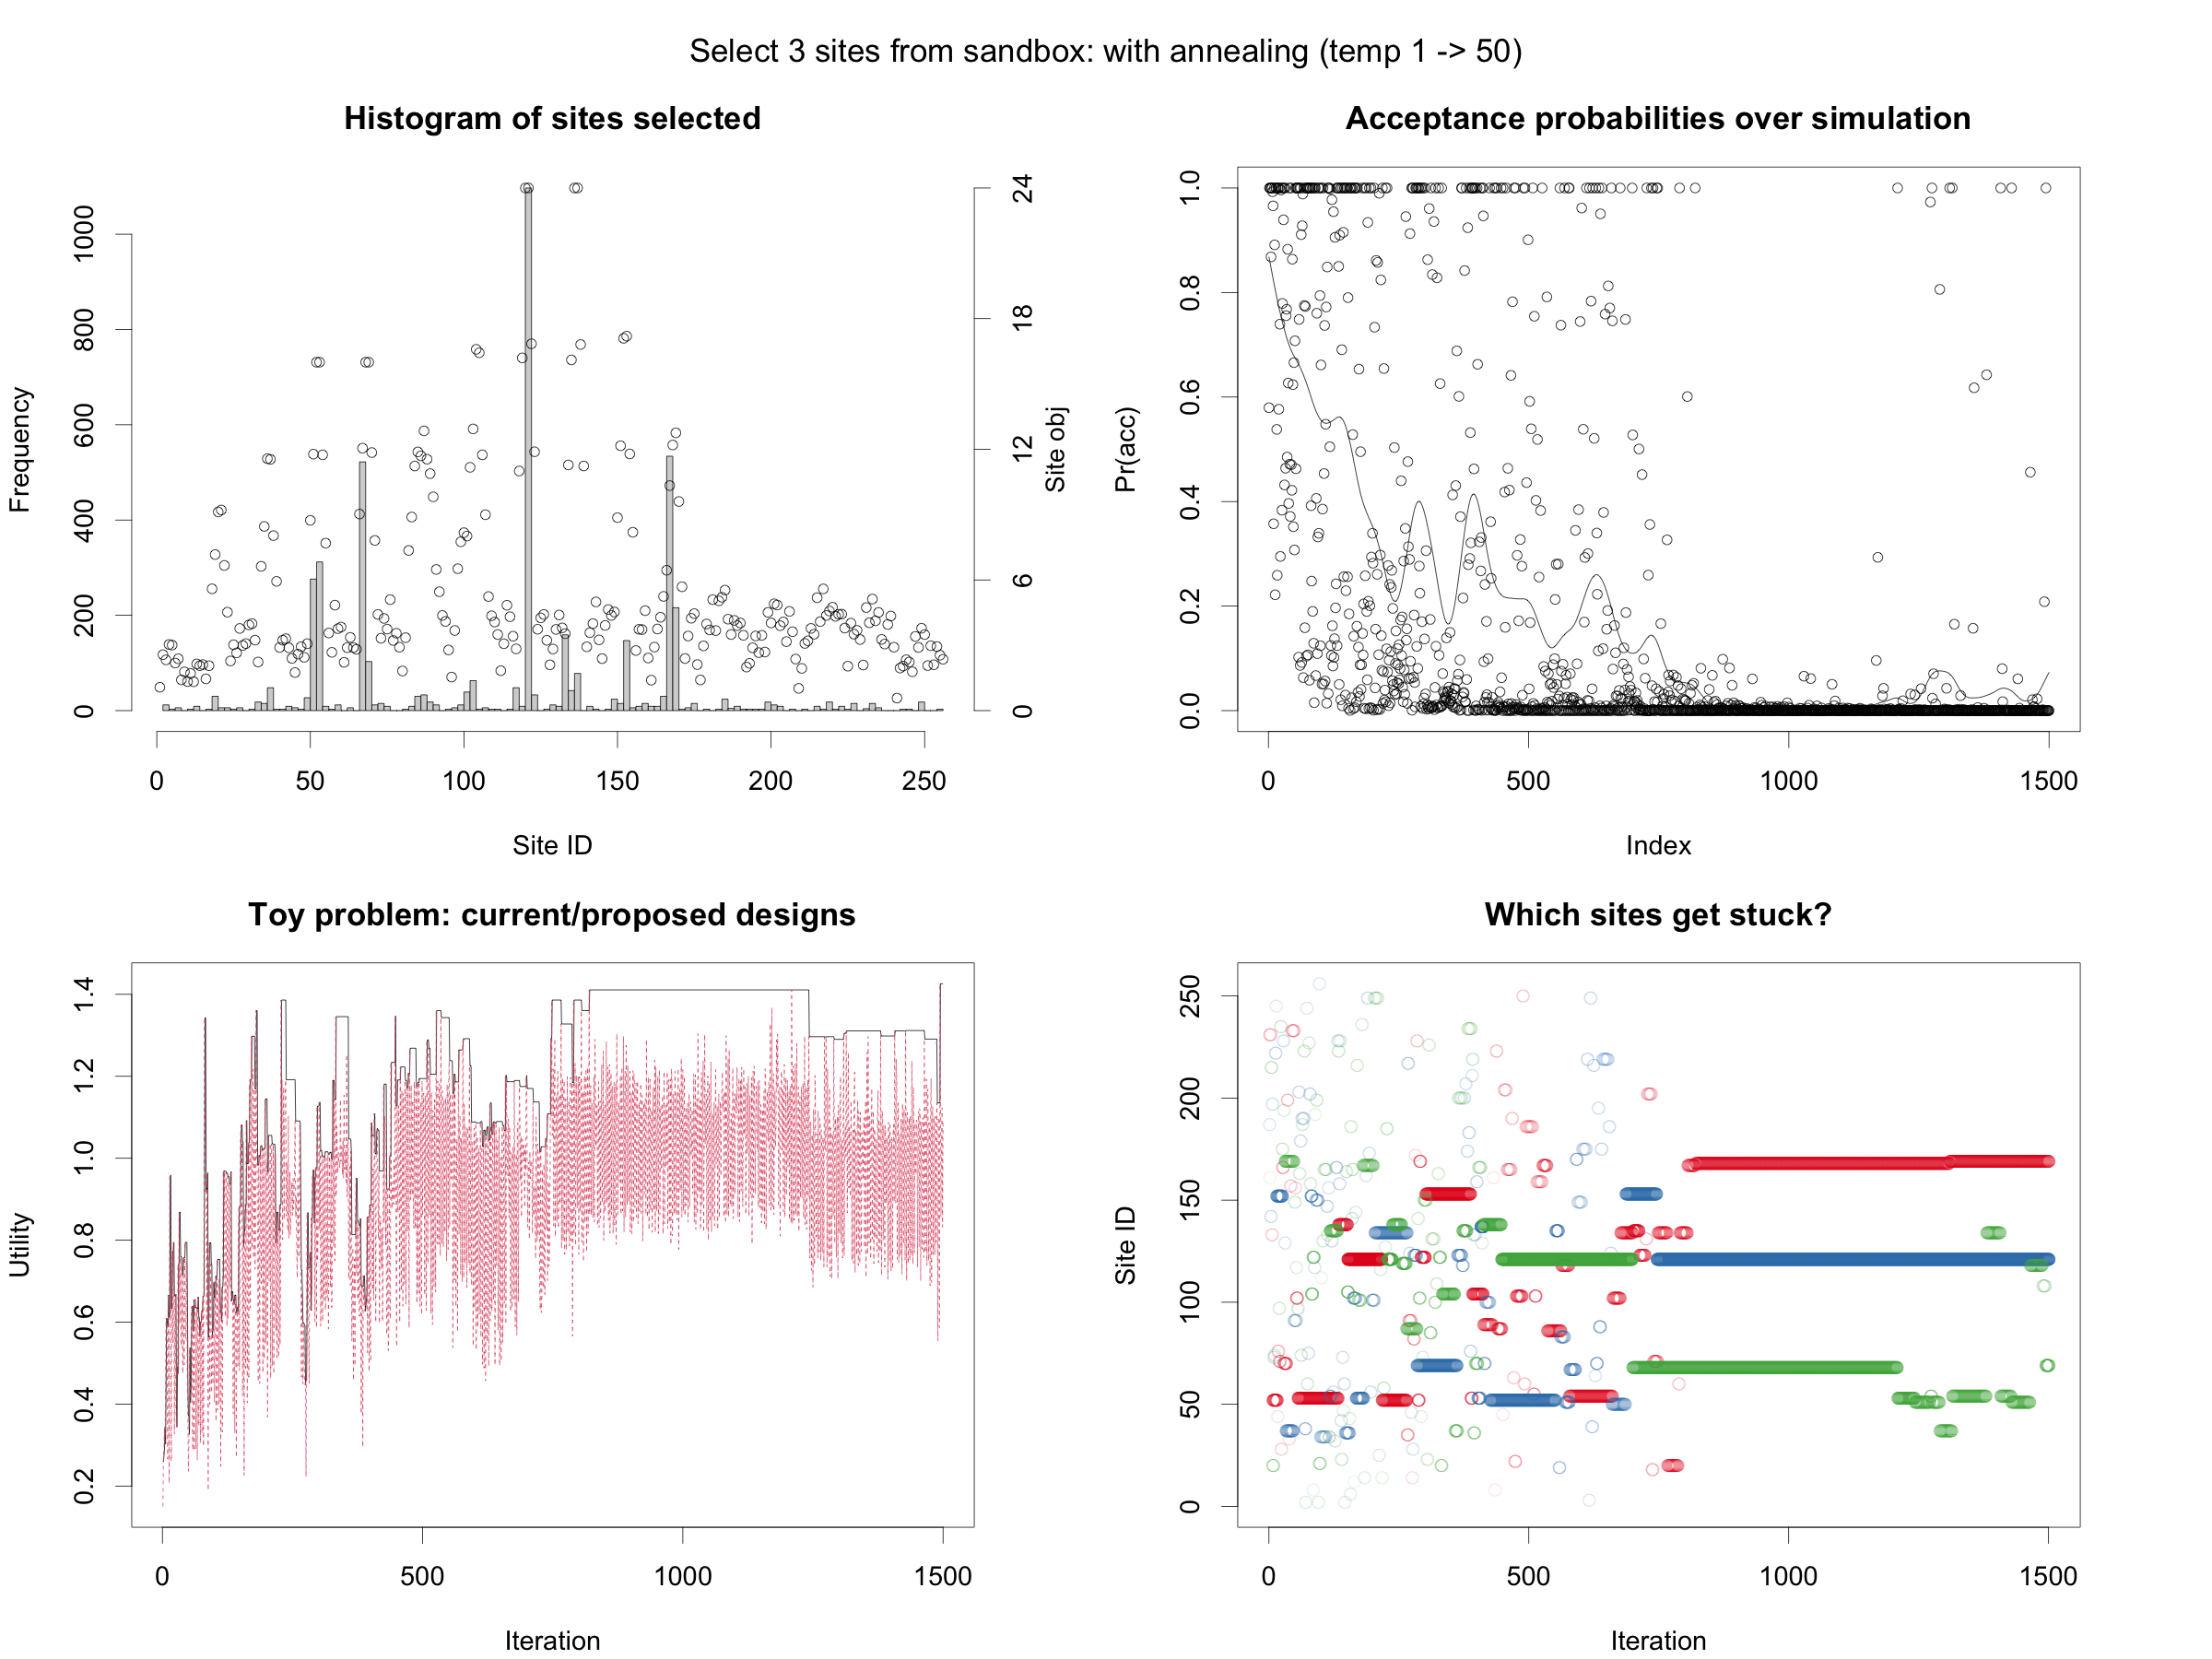 Select 3 sites from sandbox: with annealing (temp 1 -> 50)
Histogram of sites selected
Frequency
0 200 400 600 800 1000
0 50 100 150 200 250
Site ID
0 6 12 18 24
Site obj
Acceptance probabilities over simulation
Pr(acc)
0.0 0.2 0.4 0.6 0.8 1.0
0 500 1000 1500
Index
Toy problem: current/proposed designs
Utility
0.2 0.4 0.6 0.8 1.0 1.2 1.4
0 500 1000 1500
Iteration
Which sites get stuck?
Site ID
0 50 100 150 200 250
0 500 1000 1500
Iteration